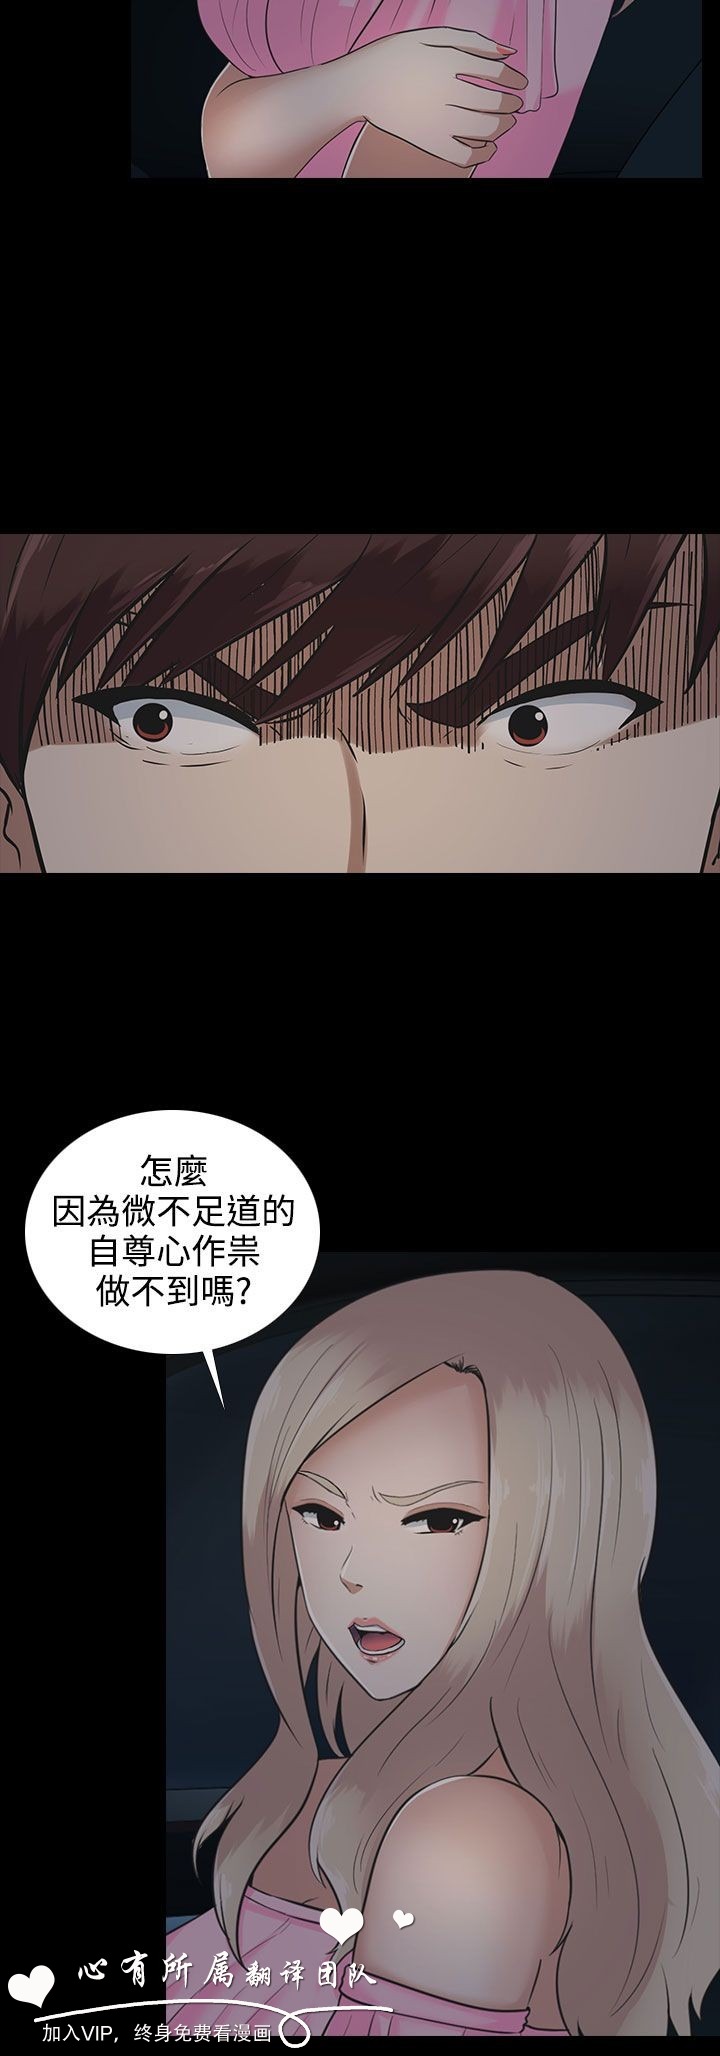 怎麼
因為微不足道的
自尊心作祟
做不到嗎?
心有所属翻译团队
加入VIP，终身免费看漫画